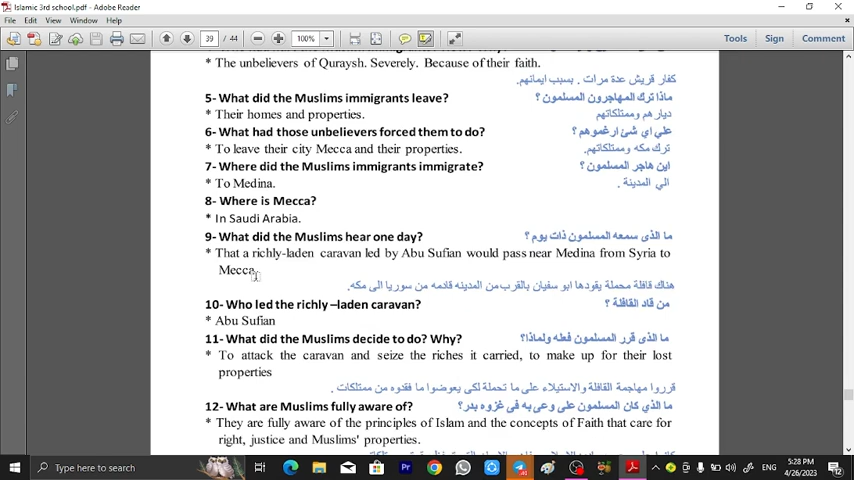 Islamic 3rd school.pdf - Adobe Reader
File Edit View Window Help
39 / 44 100% Tools Sign Comment
* The unbelievers of Quraysh. Severely. Because of their faith.
كفار قريش عدة مرات . بسبب ايمانهم.
5- What did the Muslims immigrants leave? ماذا ترك المهاجرون المسلمون ؟
* Their homes and properties. ديارهم وممتلكاتهم
6- What had those unbelievers forced them to do? علي اي شئ ارغموهم ؟
* To leave their city Mecca and their properties. ترك مكه وممتلكاتهم.
7- Where did the Muslims immigrants immigrate? اين هاجر المسلمون ؟
* To Medina. الي المدينة .
8- Where is Mecca?
* In Saudi Arabia.
9- What did the Muslims hear one day? ما الذى سمعه المسلمون ذات يوم ؟
* That a richly-laden caravan led by Abu Sufian would pass near Medina from Syria to
Mecca.
هناك قافلة محملة يقودها ابو سفيان بالقرب من المدينه قادمه من سوريا الى مكه.
10- Who led the richly –laden caravan? من قاد القافلة ؟
* Abu Sufian
11- What did the Muslims decide to do? Why? ما الذى قرر المسلمون فعله ولماذا؟
* To attack the caravan and seize the riches it carried, to make up for their lost
properties
قرروا مهاجمة القافلة والاستيلاء على ما تحملة لكى يعوضوا ما فقدوه من ممتلكات .
12- What are Muslims fully aware of? ما الذي كان المسلمون على وعى به فى غزوه بدر؟
* They are fully aware of the principles of Islam and the concepts of Faith that care for
right, justice and Muslims' properties.
Type here to search
ENG
5:28 PM
4/26/2023